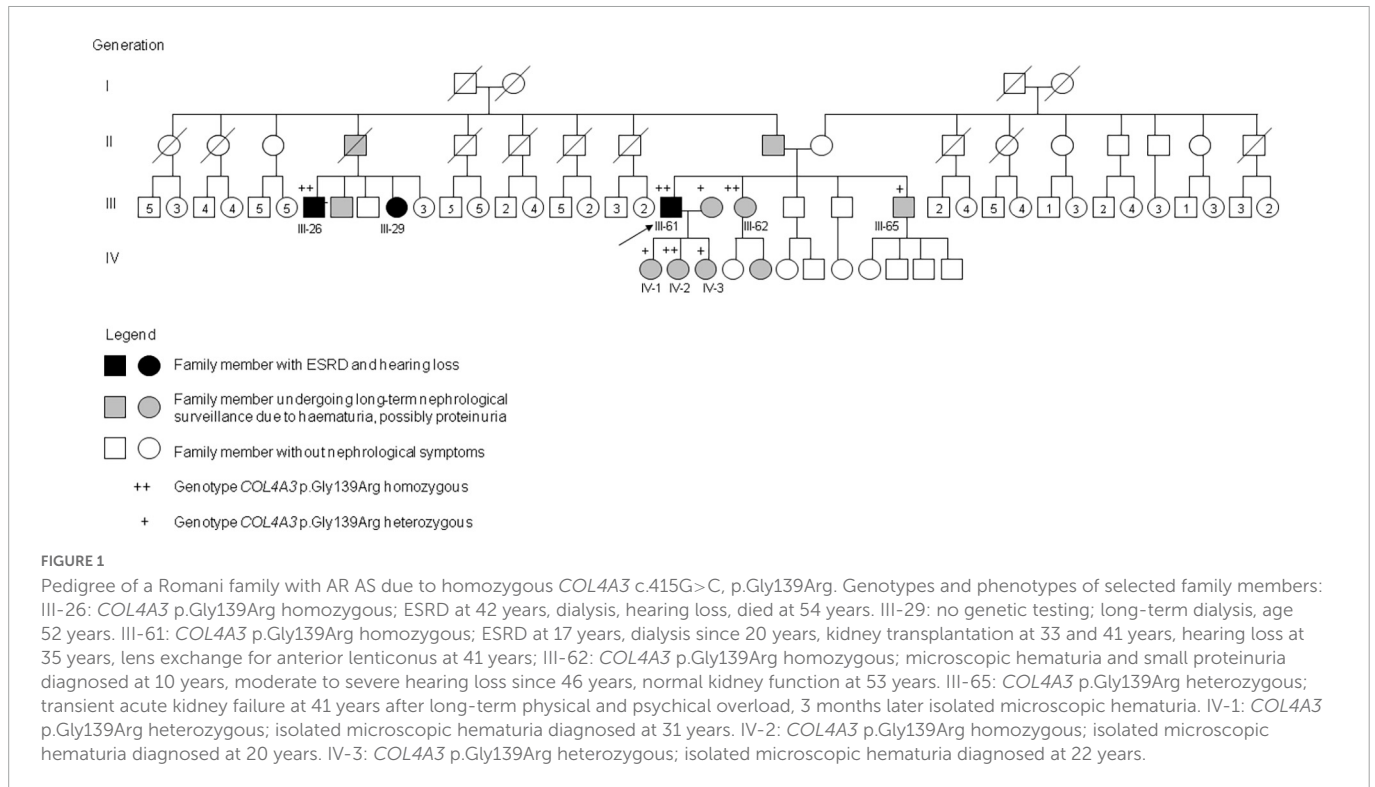 Generation
I
II
5 3 4 4 5 5 ++ 3 3 5 2 4 5 2 3 2 ++ + ++ + 2 4 5 4 1 3 2 4 3 1 3 3 2
III
III-26 III-29 III-61 III-62 III-65
IV
+ ++ +
IV-1 IV-2 IV-3
Legend
Family member with ESRD and hearing loss
Family member undergoing long-term nephrological
surveillance due to haematuria, possibly proteinuria
Family member without nephrological symptoms
++ Genotype COL4A3 p.Gly139Arg homozygous
+ Genotype COL4A3 p.Gly139Arg heterozygous
FIGURE 1
Pedigree of a Romani family with AR AS due to homozygous COL4A3 c.415G>C, p.Gly139Arg. Genotypes and phenotypes of selected family members:
III-26: COL4A3 p.Gly139Arg homozygous; ESRD at 42 years, dialysis, hearing loss, died at 54 years. III-29: no genetic testing; long-term dialysis, age
52 years. III-61: COL4A3 p.Gly139Arg homozygous; ESRD at 17 years, dialysis since 20 years, kidney transplantation at 33 and 41 years, hearing loss at
35 years, lens exchange for anterior lenticonus at 41 years; III-62: COL4A3 p.Gly139Arg homozygous; microscopic hematuria and small proteinuria
diagnosed at 10 years, moderate to severe hearing loss since 46 years, normal kidney function at 53 years. III-65: COL4A3 p.Gly139Arg heterozygous;
transient acute kidney failure at 41 years after long-term physical and psychical overload, 3 months later isolated microscopic hematuria. IV-1: COL4A3
p.Gly139Arg heterozygous; isolated microscopic hematuria diagnosed at 31 years. IV-2: COL4A3 p.Gly139Arg homozygous; isolated microscopic
hematuria diagnosed at 20 years. IV-3: COL4A3 p.Gly139Arg heterozygous; isolated microscopic hematuria diagnosed at 22 years.